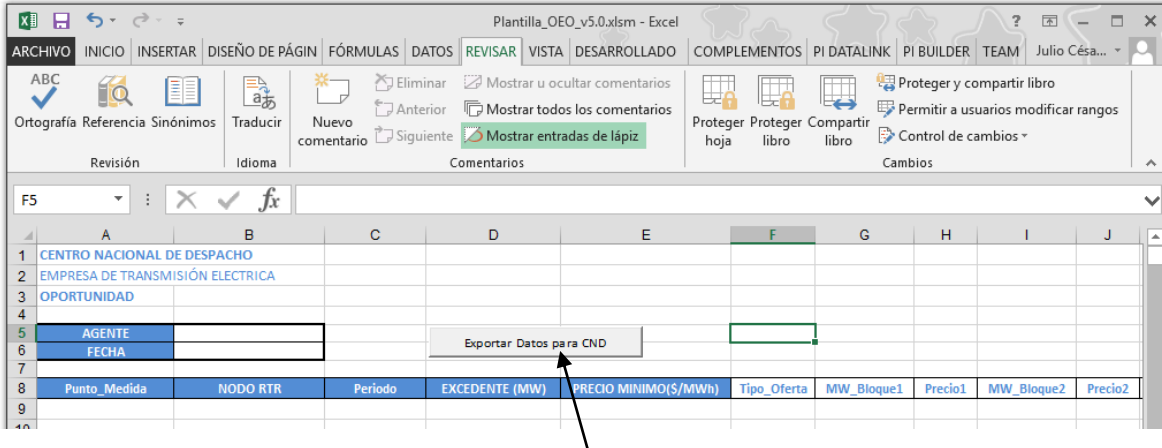 Plantilla_OEO_v5.0.xlsm - Excel
ARCHIVO INICIO INSERTAR DISEÑO DE PÁGIN FÓRMULAS DATOS REVISAR VISTA DESARROLLADO COMPLEMENTOS PI DATALINK PI BUILDER TEAM Julio Césa...
ABC
Ortografía Referencia Sinónimos
Traducir
Nuevo comentario
Eliminar
Anterior
Siguiente
Mostrar u ocultar comentarios
Mostrar todos los comentarios
Mostrar entradas de lápiz
Proteger hoja
Proteger libro
Compartir libro
Proteger y compartir libro
Permitir a usuarios modificar rangos
Control de cambios
Revisión Idioma Comentarios Cambios
F5 fx
A B C D E F G H I J
1 CENTRO NACIONAL DE DESPACHO
2 EMPRESA DE TRANSMISIÓN ELECTRICA
3 OPORTUNIDAD
4
5 AGENTE
6 FECHA
Exportar Datos para CND
7
8 Punto_Medida NODO RTR Periodo EXCEDENTE (MW) PRECIO MINIMO($/MWh) Tipo_Oferta MW_Bloque1 Precio1 MW_Bloque2 Precio2
9
10